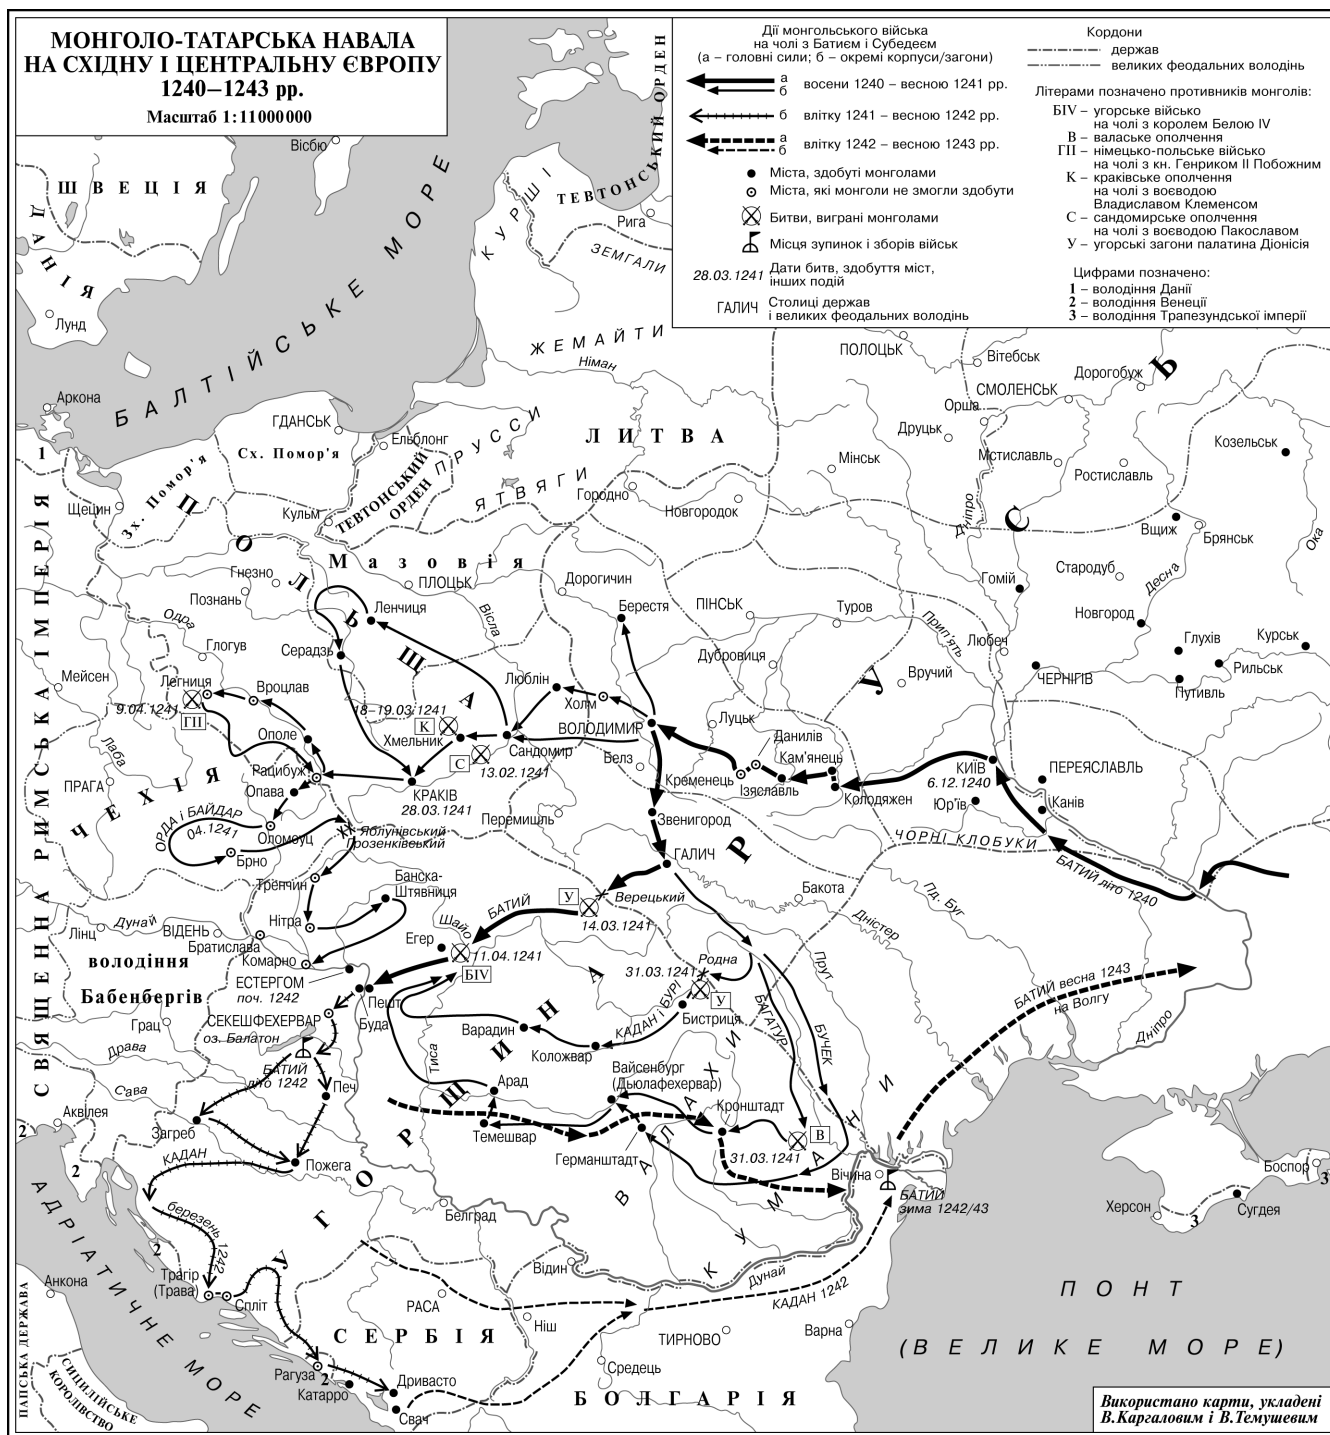 МОНГОЛО-ТАТАРСЬКА НАВАЛА
НА СХІДНУ І ЦЕНТРАЛЬНУ ЄВРОПУ
1240–1243 рр.
Масштаб 1:11000000
Дії монгольського війська
на чолі з Батиєм і Субедеєм
(а – головні сили; б – окремі корпуси/загони)
а
б
восени 1240 – весною 1241 рр.
б влітку 1241 – весною 1242 рр.
а
б
влітку 1242 – весною 1243 рр.
Міста, здобуті монголами
Міста, які монголи не змогли здобути
Битви, виграні монголами
Місця зупинок і зборів військ
28.03.1241 Дати битв, здобуття міст,
інших подій
ГАЛИЧ Столиці держав
і великих феодальних володінь
Кордони
держав
великих феодальних володінь
Літерами позначено противників монголів:
БIV – угорське військо
на чолі з королем Белою IV
В – валаське ополчення
ГІІ – німецько-польське військо
на чолі з кн. Генриком ІІ Побожним
К – краківське ополчення
на чолі з воєводою
Владиславом Клеменсом
С – сандомирське ополчення
на чолі з воєводою Пакославом
У – угорські загони палатина Діонісія
Цифрами позначено:
1 – володіння Данії
2 – володіння Венеції
3 – володіння Трапезундської імперії
Вісбю
ШВЕЦІЯ
ДАНІЯ
Лунд
БАЛТІЙСЬКЕ МОРЕ
КУРШІ
ТЕВТОНСЬКИЙ ОРДЕН
Рига
ЗЕМГАЛИ
ЖЕМАЙТИ
Німан
ПОЛОЦЬК
Вітебськ
СМОЛЕНСЬК
Дорогобуж
Орша
Друцьк
Мстиславль
Ростиславль
Козельськ
Аркона
1
ГДАНСЬК
Сх. Помор'я
Ельблонг
ПРУССИ
ЛИТВА
Мінськ
Зх. Помор'я
Щецин
Кульм
ТЕВТОНСЬКИЙ
ОРДЕН
ЯТВЯГИ
Городно
Новгородок
Дніпро
РУСЬ
Вщиж
Брянськ
Ока
ПОЛЬЩА
Мазовія
Гнезно
Познань
ПЛОЦЬК
Дорогичин
Гомій
Стародуб
Десна
Ленчиця
Вісла
Берестя
ПІНСЬК
Туров
Прип'ять
Новгород
Одра
Глогув
Серадзь
Дубровиця
Любеч
Глухів
Курськ
Мейсен
Легниця
Вроцлав
Люблін
Холм
Вручий
ЧЕРНІГІВ
Рильськ
Путивль
9.04.1241
ГІІ
18–19.03.1241
К
ВОЛОДИМИР
Луцьк
Ополе
Хмельник
Сандомир
Данилів
С
13.02.1241
Белз
Кременець
Кам'янець
Ізяславль
КИЇВ
6.12.1240
ПЕРЕЯСЛАВЛЬ
Лаба
ПРАГА
ЧЕХІЯ
Рацибуж
Опава
КРАКІВ
28.03.1241
Колодяжен
Юр'їв
Канів
ОРДА і БАЙДАР
04.1241
Оломоуц
Яблунівський
Грозенківський
Перемишль
Звенигород
ЧОРНІ КЛОБУКИ
Брно
ГАЛИЧ
БАТИЙ літо 1240
Тренчин
Банска-
Штявниця
Верецький
Бакота
Пд. Буг
СВЯЩЕННА РИМСЬКА ІМПЕРІЯ
Дунай
Лінц
ВІДЕНЬ
Нітра
Братислава
БАТИЙ
У
14.03.1241
Дністер
Шайо
Егер
11.04.1241
володіння
Бабенбергів
Комарно
БIV
Родна
31.03.1241
Прут
ЕСТЕРГОМ
поч. 1242
Пешт
Буда
У
БАТИЙ весна 1243
на Волгу
Дніпро
Грац
СЕКЕШФЕХЕРВАР
оз. Балатон
КАДАН і БУРІ
Бистриця
БАГАТУР
БУЧЕК
Варадин
Коложвар
Драва
БАТИЙ
літо 1242
Тиса
Сава
Печ
Арад
Вайсенбург
(Дьюлафехервар)
Кронштадт
Аквілея
2
Загреб
Темешвар
Германштадт
В
31.03.1241
КАДАН
Пожега
УГОРЩИНА
ВАЛАХИ
КУМАНИ
Вічина
БАТИЙ
зима 1242/43
Боспор
3
Херсон
3
Сугдея
2
АДРІАТИЧНЕ МОРЕ
березень 1242
2
Белград
Анкона
Трагір
(Трава)
Спліт
Відин
Дунай
КАДАН 1242
РАСА
СЕРБІЯ
Ніш
ТИРНОВО
Варна
Средець
БОЛГАРІЯ
ПОНТ
(ВЕЛИКЕ МОРЕ)
ПАПСЬКА ДЕРЖАВА
СИЦИЛІЙСЬКЕ
КОРОЛІВСТВО
Рагуза
2
Катарро
Дривасто
Свач
Використано карти, укладені
В.Каргаловим і В.Темушевим